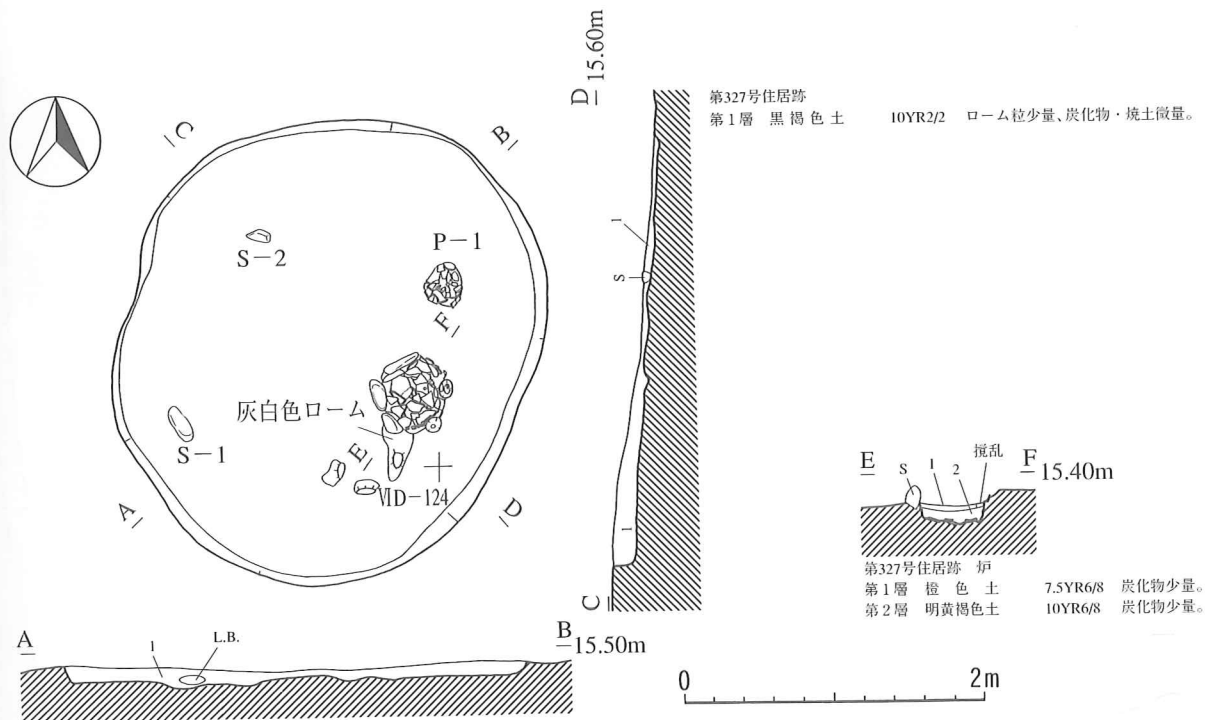 D 15.60m
第327号住居跡
第1層 黒褐色土 10YR2/2 ローム粒少量、炭化物・焼土微量。
C
B
S-2
P-1
F
1
S
灰白色ローム
S-1
E
ⅦD-124
A
D
1
C
E S 1 2 撹乱 F 15.40m
第327号住居跡 炉
第1層 橙色土 7.5YR6/8 炭化物少量。
第2層 明黄褐色土 10YR6/8 炭化物少量。
A 1 L.B. B 15.50m
0 2m